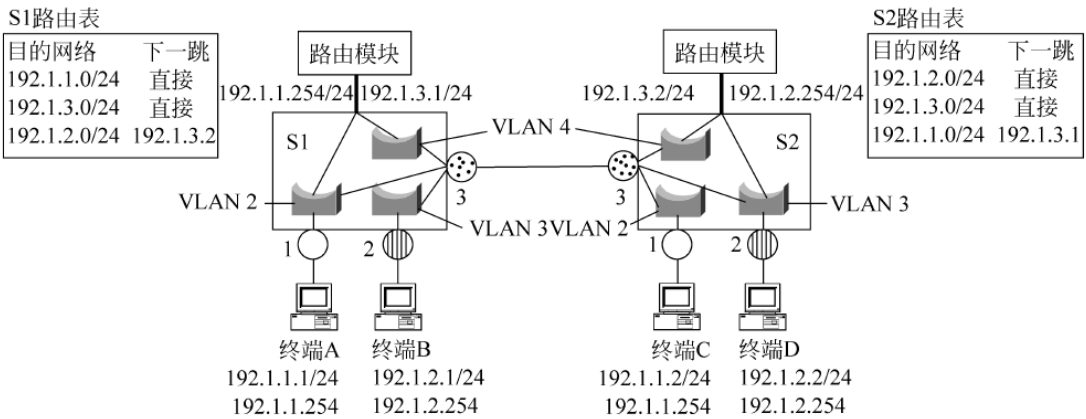 S1路由表
目的网络 下一跳
192.1.1.0/24 直接
192.1.3.0/24 直接
192.1.2.0/24 192.1.3.2
路由模块
192.1.1.254/24 192.1.3.1/24
S1
VLAN 2
VLAN 3
VLAN 4
1
2
3
终端A
192.1.1.1/24
192.1.1.254
终端B
192.1.2.1/24
192.1.2.254
S2路由表
目的网络 下一跳
192.1.2.0/24 直接
192.1.3.0/24 直接
192.1.1.0/24 192.1.3.1
路由模块
192.1.3.2/24 192.1.2.254/24
S2
VLAN 2
VLAN 3
3
1
2
终端C
192.1.1.2/24
192.1.1.254
终端D
192.1.2.2/24
192.1.2.254